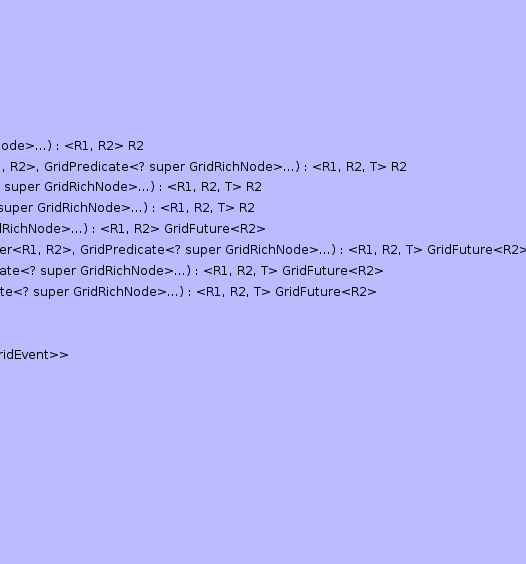 ode>...) : <R1, R2> R2
, R2>, GridPredicate<? super GridRichNode>...) : <R1, R2, T> R2
super GridRichNode>...) : <R1, R2, T> R2
super GridRichNode>...) : <R1, R2, T> R2
RichNode>...) : <R1, R2> GridFuture<R2>
er<R1, R2>, GridPredicate<? super GridRichNode>...) : <R1, R2, T> GridFuture<R2>
ate<? super GridRichNode>...) : <R1, R2, T> GridFuture<R2>
te<? super GridRichNode>...) : <R1, R2, T> GridFuture<R2>
ridEvent>>